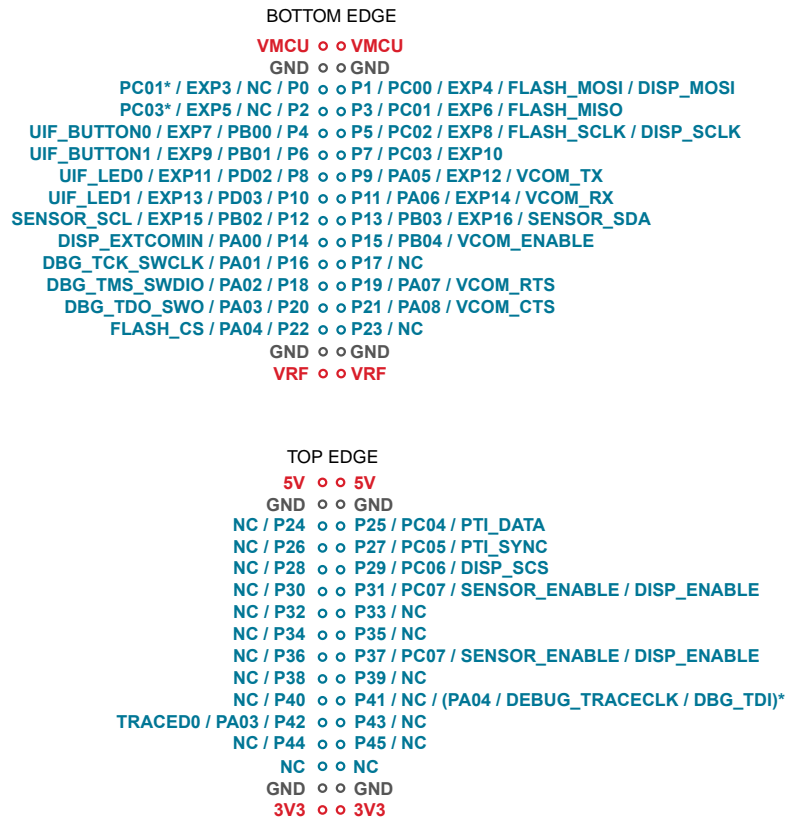 BOTTOM EDGE
VMCU VMCU
GND GND
PC01* / EXP3 / NC / P0 P1 / PC00 / EXP4 / FLASH_MOSI / DISP_MOSI
PC03* / EXP5 / NC / P2 P3 / PC01 / EXP6 / FLASH_MISO
UIF_BUTTON0 / EXP7 / PB00 / P4 P5 / PC02 / EXP8 / FLASH_SCLK / DISP_SCLK
UIF_BUTTON1 / EXP9 / PB01 / P6 P7 / PC03 / EXP10
UIF_LED0 / EXP11 / PD02 / P8 P9 / PA05 / EXP12 / VCOM_TX
UIF_LED1 / EXP13 / PD03 / P10 P11 / PA06 / EXP14 / VCOM_RX
SENSOR_SCL / EXP15 / PB02 / P12 P13 / PB03 / EXP16 / SENSOR_SDA
DISP_EXTCOMIN / PA00 / P14 P15 / PB04 / VCOM_ENABLE
DBG_TCK_SWCLK / PA01 / P16 P17 / NC
DBG_TMS_SWDIO / PA02 / P18 P19 / PA07 / VCOM_RTS
DBG_TDO_SWO / PA03 / P20 P21 / PA08 / VCOM_CTS
FLASH_CS / PA04 / P22 P23 / NC
GND GND
VRF VRF
TOP EDGE
5V 5V
GND GND
NC / P24 P25 / PC04 / PTI_DATA
NC / P26 P27 / PC05 / PTI_SYNC
NC / P28 P29 / PC06 / DISP_SCS
NC / P30 P31 / PC07 / SENSOR_ENABLE / DISP_ENABLE
NC / P32 P33 / NC
NC / P34 P35 / NC
NC / P36 P37 / PC07 / SENSOR_ENABLE / DISP_ENABLE
NC / P38 P39 / NC
NC / P40 P41 / NC / (PA04 / DEBUG_TRACECLK / DBG_TDI)*
TRACED0 / PA03 / P42 P43 / NC
NC / P44 P45 / NC
NC NC
GND GND
3V3 3V3